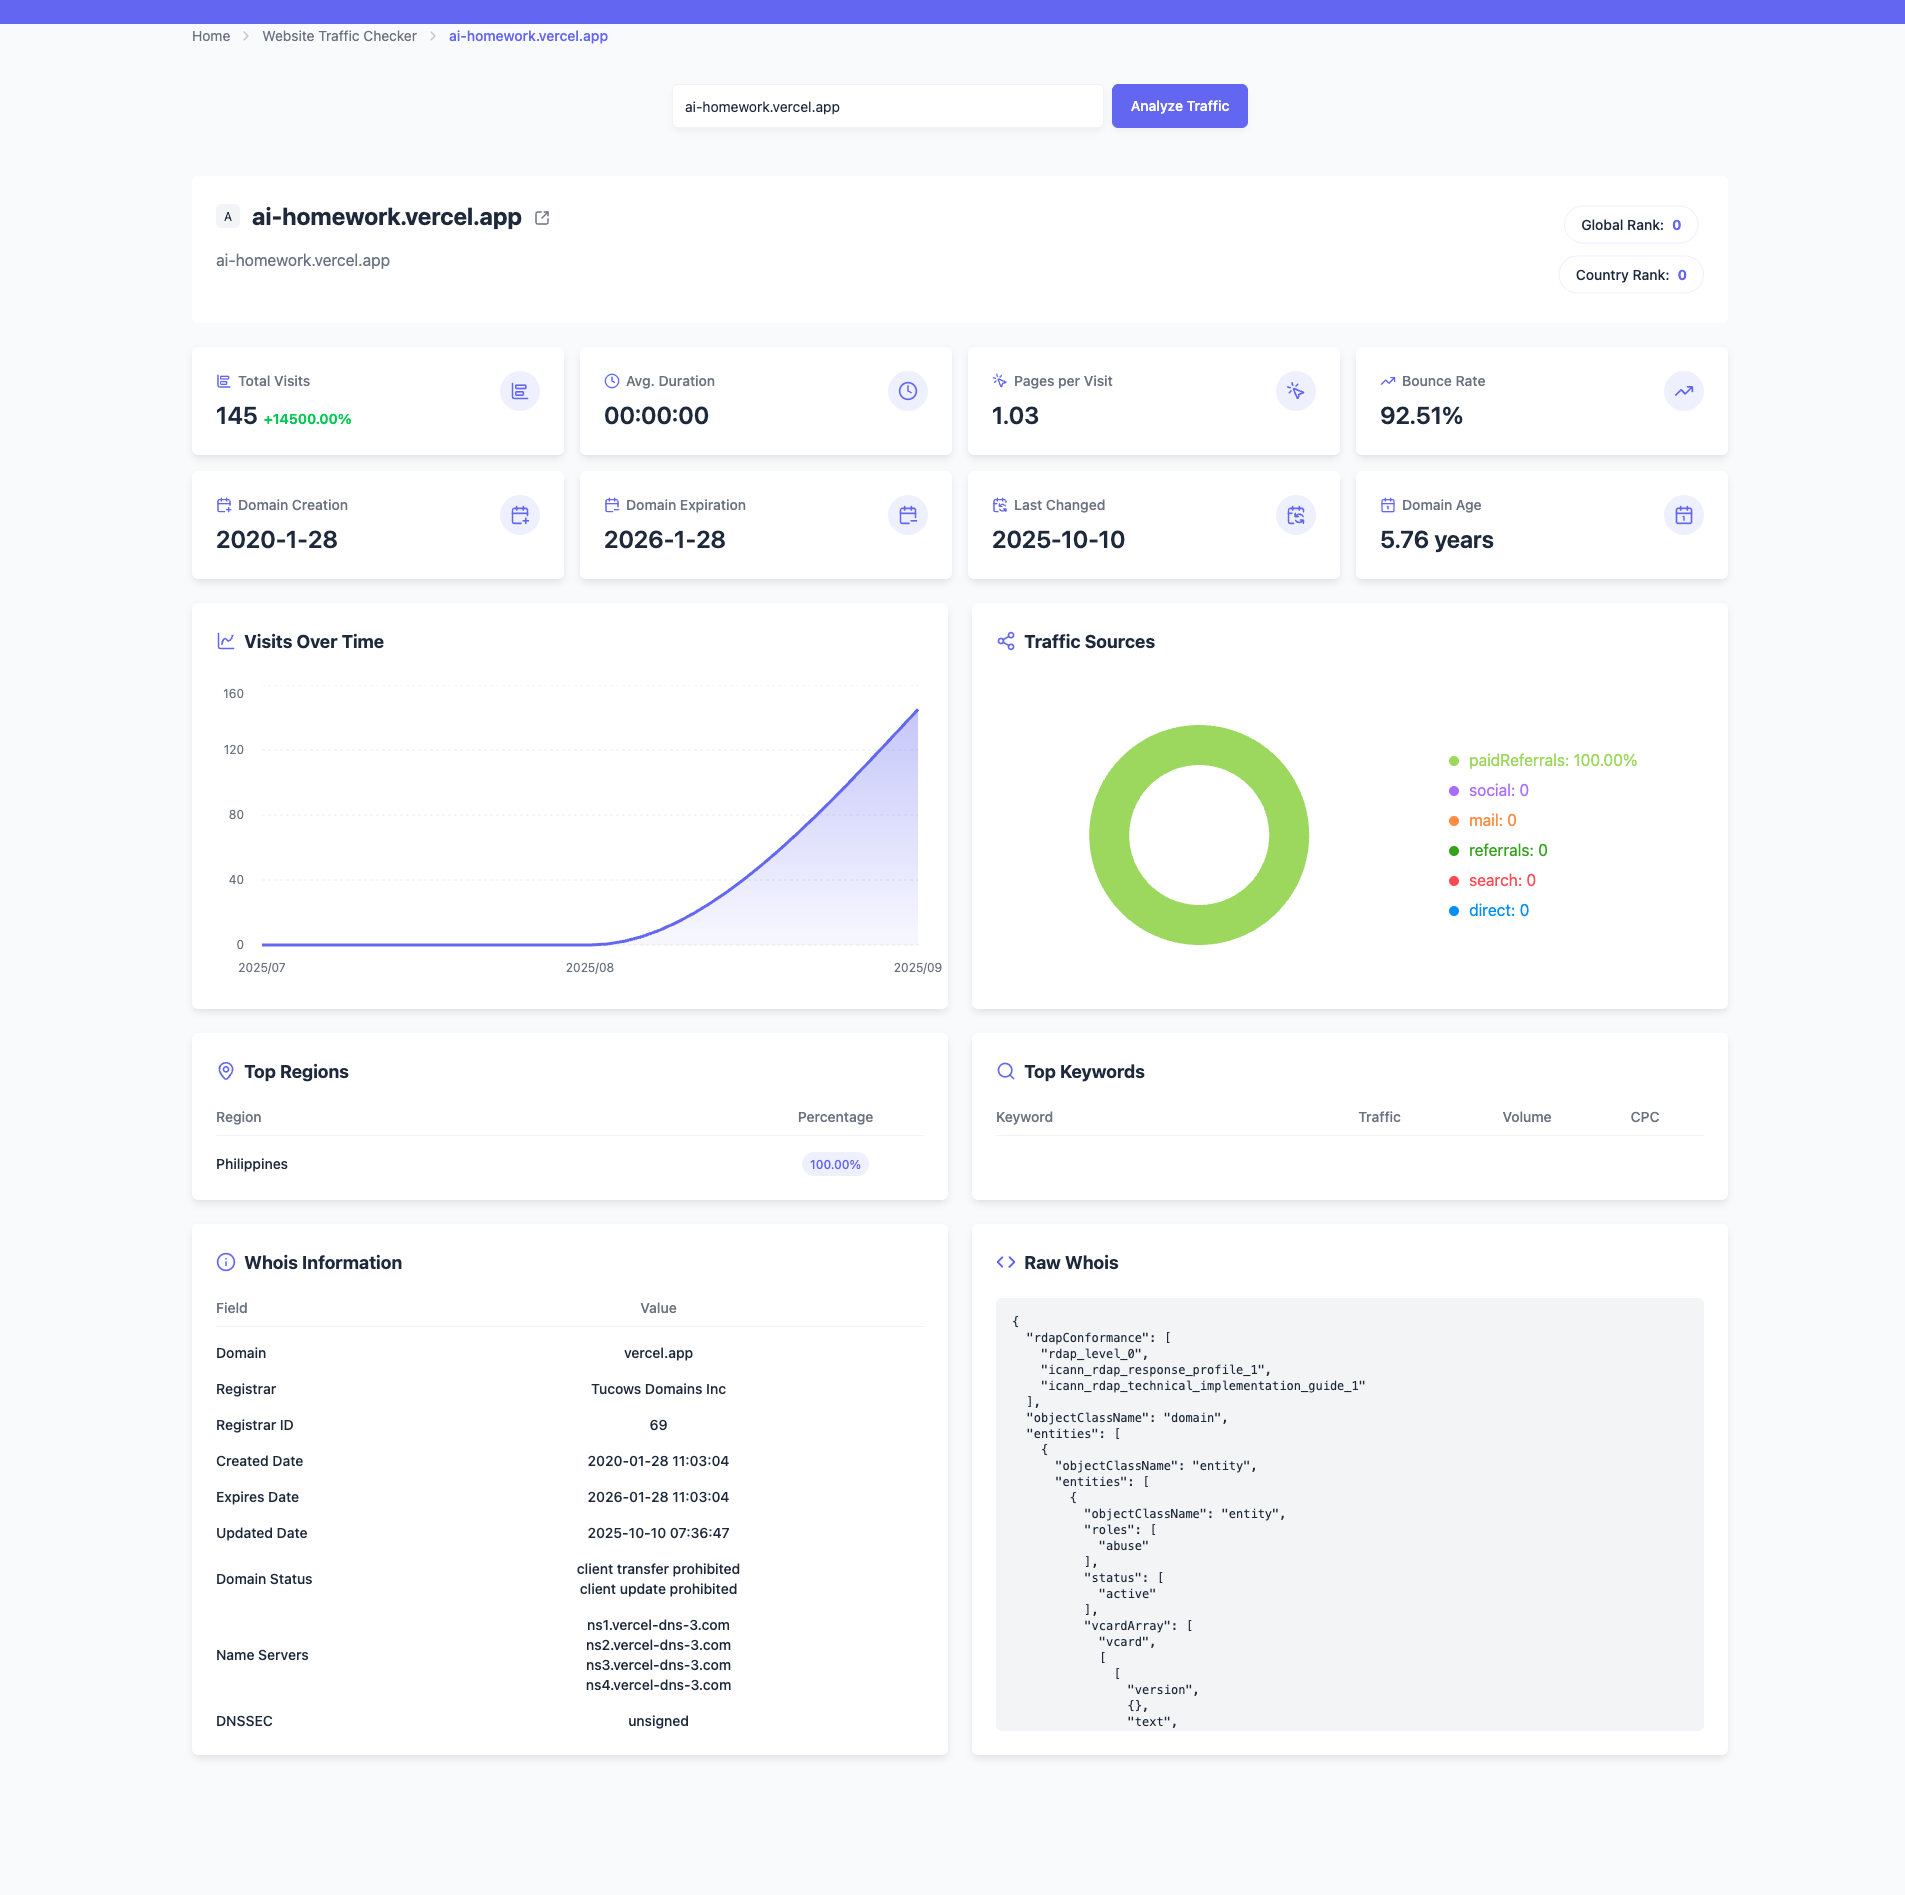 Home > Website Traffic Checker > ai-homework.vercel.app
ai-homework.vercel.app
Analyze Traffic
A ai-homework.vercel.app
ai-homework.vercel.app
Global Rank: 0
Country Rank: 0
Total Visits
145 +14500.00%
Avg. Duration
00:00:00
Pages per Visit
1.03
Bounce Rate
92.51%
Domain Creation
2020-1-28
Domain Expiration
2026-1-28
Last Changed
2025-10-10
Domain Age
5.76 years
Visits Over Time
160
120
80
40
0
2025/07 2025/08 2025/09
Traffic Sources
paidReferrals: 100.00%
social: 0
mail: 0
referrals: 0
search: 0
direct: 0
Top Regions
Region Percentage
Philippines 100.00%
Top Keywords
Keyword Traffic Volume CPC
Whois Information
Field Value
Domain vercel.app
Registrar Tucows Domains Inc
Registrar ID 69
Created Date 2020-01-28 11:03:04
Expires Date 2026-01-28 11:03:04
Updated Date 2025-10-10 07:36:47
Domain Status
client transfer prohibited
client update prohibited
Name Servers
ns1.vercel-dns-3.com
ns2.vercel-dns-3.com
ns3.vercel-dns-3.com
ns4.vercel-dns-3.com
DNSSEC unsigned
Raw Whois
{
"rdapConformance": [
"rdap_level_0",
"icann_rdap_response_profile_1",
"icann_rdap_technical_implementation_guide_1"
],
"objectClassName": "domain",
"entities": [
{
"objectClassName": "entity",
"entities": [
{
"objectClassName": "entity",
"roles": [
"abuse"
],
"status": [
"active"
],
"vcardArray": [
"vcard",
[
[
"version",
{},
"text",